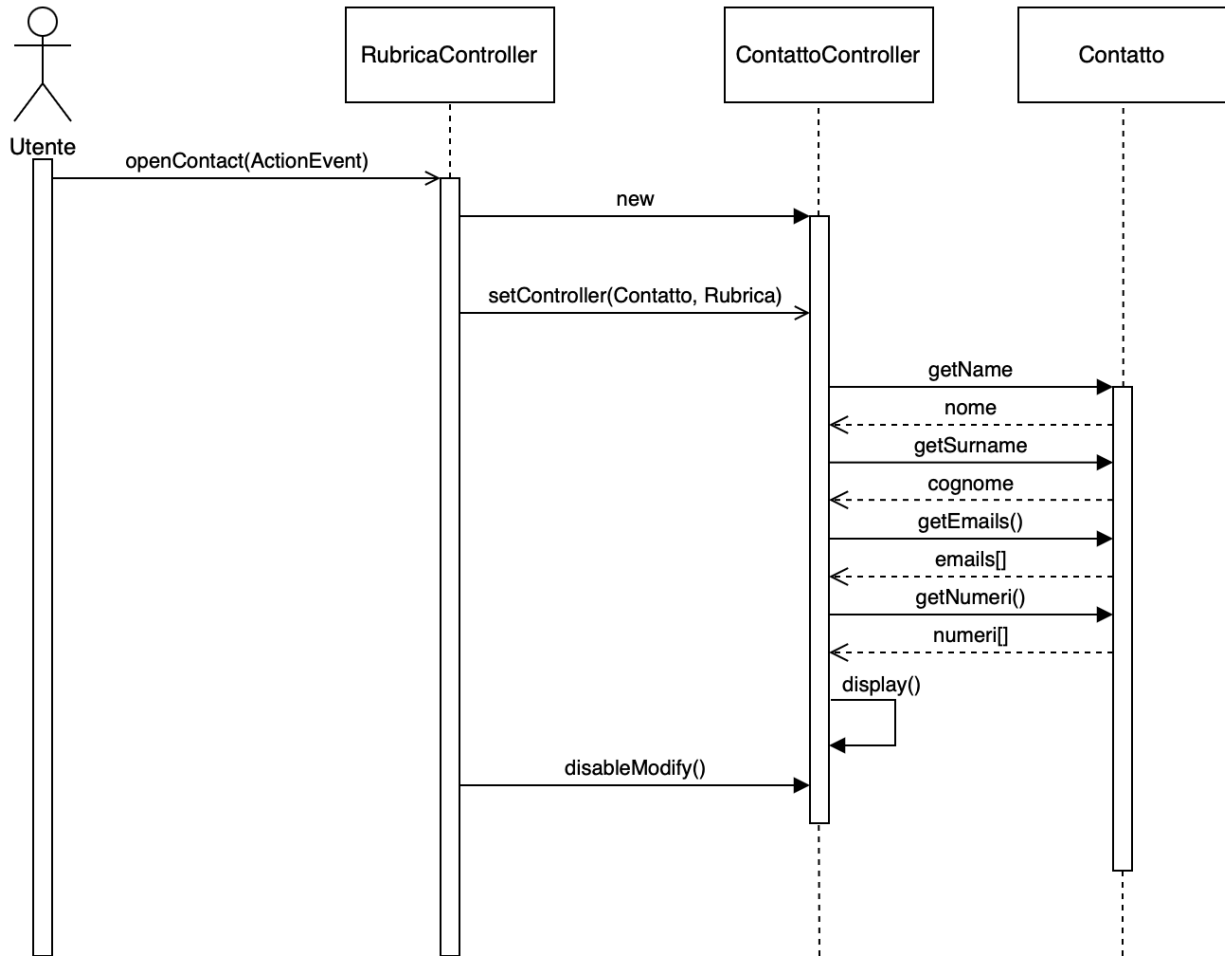 RubricaController
ContattoController
Contatto
Utente
openContact(ActionEvent)
new
setController(Contatto, Rubrica)
getName
nome
getSurname
cognome
getEmails()
emails[]
getNumeri()
numeri[]
display()
disableModify()